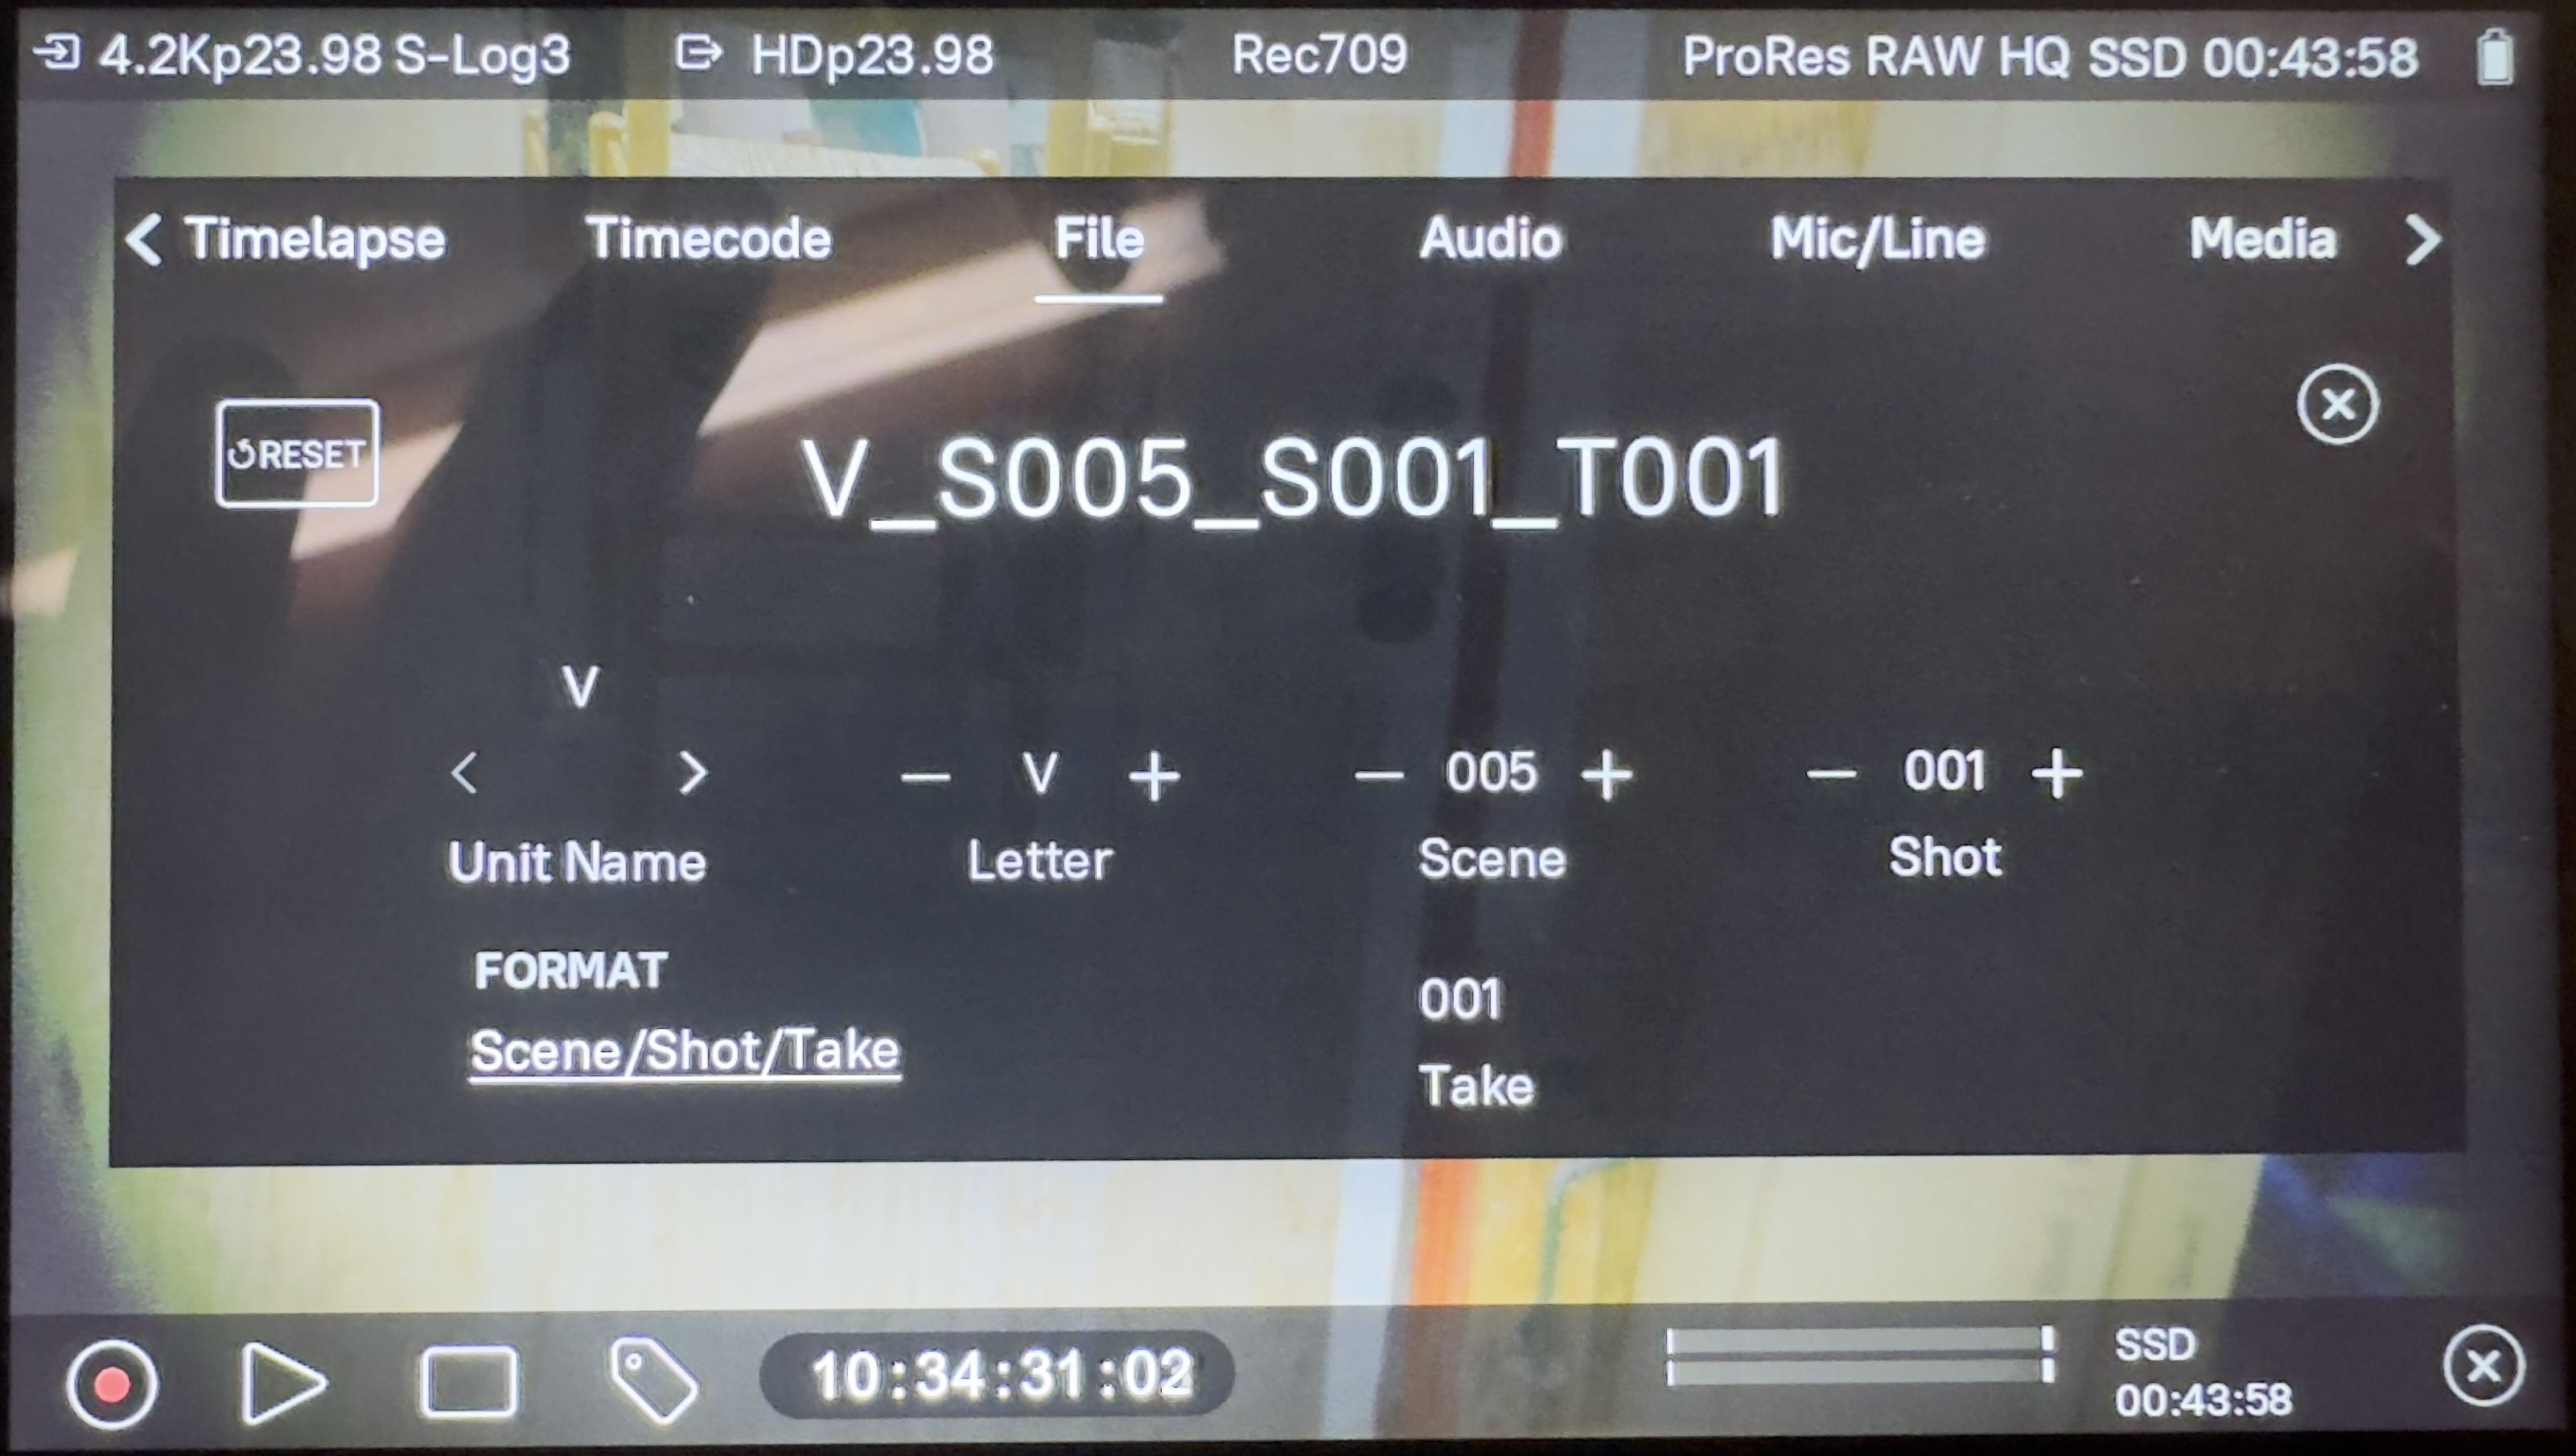 4.2Kp23.98 S-Log3 HDp23.98 Rec709 ProRes RAW HQ SSD 00:43:58
Timelapse Timecode File Audio Mic/Line Media
RESET
V_S005_S001_T001
V
< > — V + — 005 + — 001 +
Unit Name Letter Scene Shot
FORMAT
001
Scene/Shot/Take
Take
10:34:31:02
SSD
00:43:58